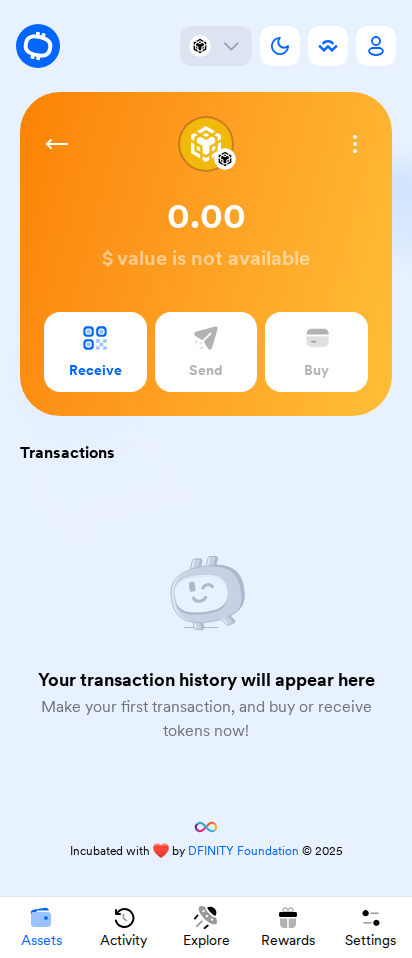 0.00
$ value is not available
Receive
Send
Buy
Transactions
Your transaction history will appear here
Make your first transaction, and buy or receive
tokens now!
Incubated with ❤️ by DFINITY Foundation © 2025
Assets
Activity
Explore
Rewards
Settings